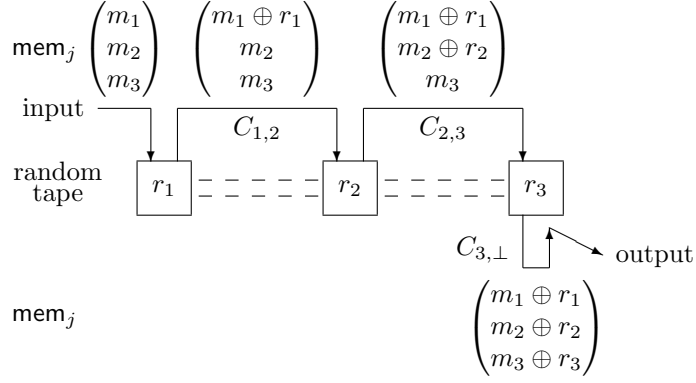 mem_j (m_1 m_2 m_3) (m_1 ⊕ r_1 m_2 m_3) (m_1 ⊕ r_1 m_2 ⊕ r_2 m_3)
input
C_{1,2} C_{2,3}
random tape
r_1 r_2 r_3
C_{3,⊥} output
mem_j (m_1 ⊕ r_1 m_2 ⊕ r_2 m_3 ⊕ r_3)